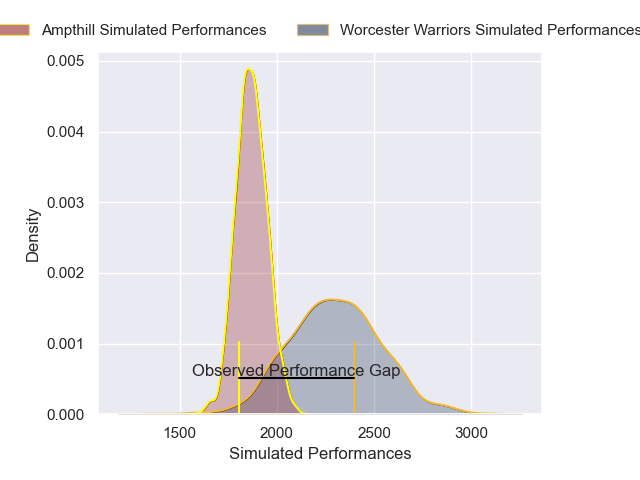 Ampthill Simulated Performances Worcester Warriors Simulated Performances
0.005
0.004
0.003
0.002
0.001
0.000
Density
Observed Performance Gap
1500 2000 2500 3000
Simulated Performances